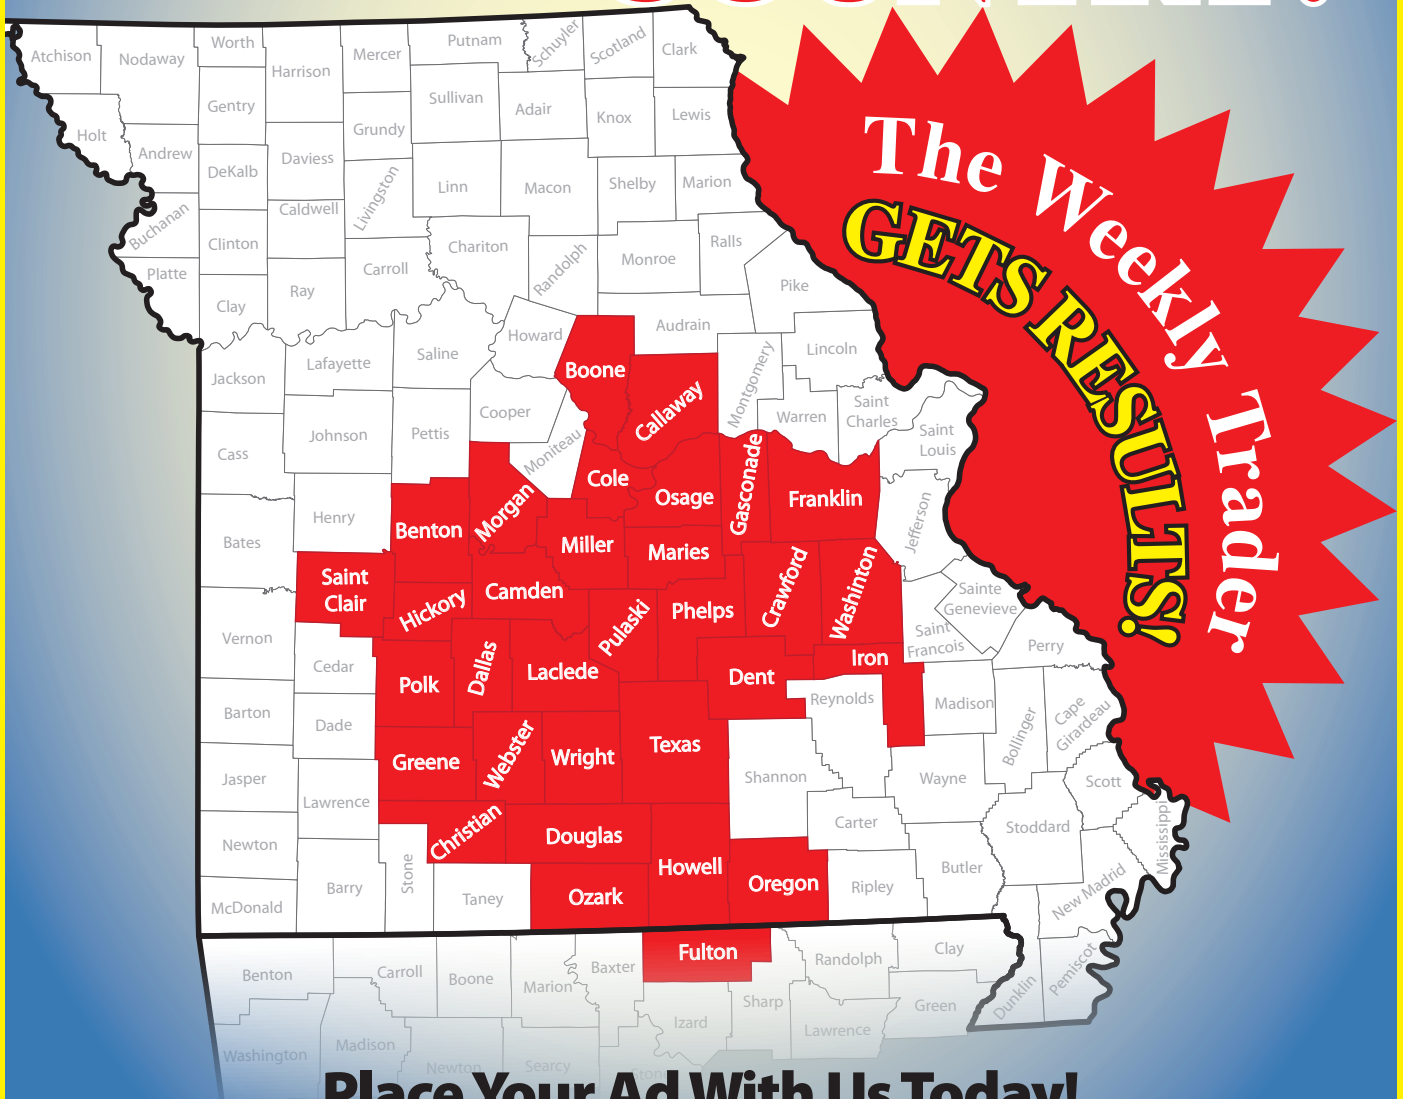 The Weekly Trader
GETS RESULTS!
Atchison
Nodaway
Worth
Harrison
Mercer
Putnam
Schuyler
Scotland
Clark
Gentry
Sullivan
Adair
Knox
Lewis
Holt
Andrew
DeKalb
Daviess
Grundy
Livingston
Linn
Macon
Shelby
Marion
Buchanan
Clinton
Caldwell
Chariton
Randolph
Monroe
Ralls
Platte
Clay
Ray
Carroll
Pike
Howard
Audrain
Jackson
Lafayette
Saline
Boone
Callaway
Montgomery
Lincoln
Cooper
Warren
Saint
Charles
Saint
Louis
Cass
Johnson
Pettis
Moniteau
Cole
Osage
Gasconade
Franklin
Jefferson
Bates
Henry
Benton
Morgan
Miller
Maries
Crawford
Washinton
Saint
Clair
Hickory
Camden
Pulaski
Phelps
Sainte
Genevieve
Saint
Francois
Perry
Vernon
Cedar
Polk
Dallas
Laclede
Dent
Iron
Reynolds
Madison
Bollinger
Cape
Girardeau
Barton
Dade
Greene
Webster
Wright
Texas
Shannon
Wayne
Scott
Jasper
Lawrence
Christian
Douglas
Howell
Carter
Stoddard
Mississippi
Newton
Barry
Stone
Taney
Ozark
Oregon
Ripley
Butler
New Madrid
McDonald
Fulton
Benton
Carroll
Boone
Marion
Baxter
Randolph
Clay
Sharp
Izard
Lawrence
Green
Dunklin
Pemiscot
Washington
Madison
Newton
Searcy
Stone
Place Your Ad With Us Today!